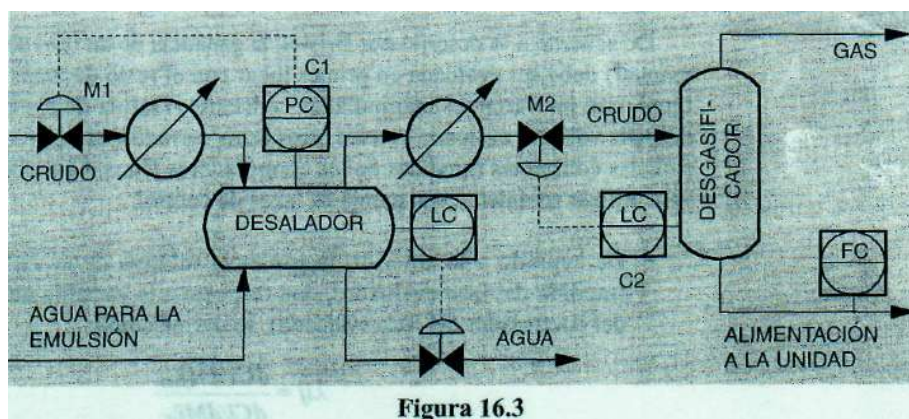 GAS
M1
C1
PC
M2
CRUDO
CRUDO
DESGASIFI-
CADOR
DESALADOR
LC
LC
C2
FC
AGUA PARA LA
EMULSIÓN
AGUA
ALIMENTACIÓN
A LA UNIDAD
Figura 16.3